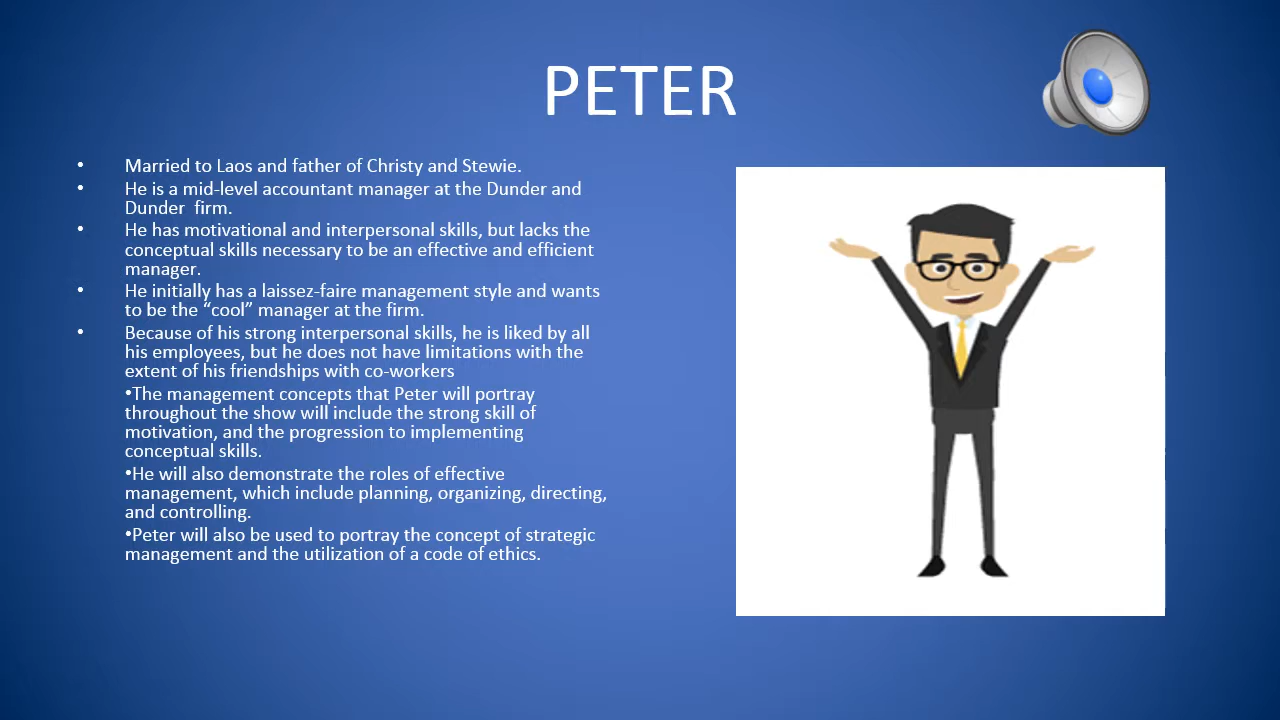 PETER
• Married to Laos and father of Christy and Stewie.
• He is a mid-level accountant manager at the Dunder and
Dunder  firm.
• He has motivational and interpersonal skills, but lacks the
conceptual skills necessary to be an effective and efficient
manager.
• He initially has a laissez-faire management style and wants
to be the “cool” manager at the firm.
• Because of his strong interpersonal skills, he is liked by all
his employees, but he does not have limitations with the
extent of his friendships with co-workers
•The management concepts that Peter will portray
throughout the show will include the strong skill of
motivation, and the progression to implementing
conceptual skills.
•He will also demonstrate the roles of effective
management, which include planning, organizing, directing,
and controlling.
•Peter will also be used to portray the concept of strategic
management and the utilization of a code of ethics.